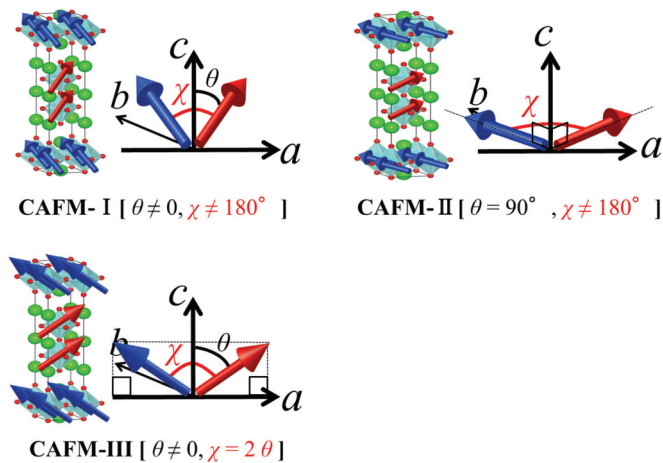 c
θ
χ
b
a
CAFM- I [ θ ≠ 0, χ ≠ 180° ]
c
χ
b
a
CAFM- II [ θ = 90° , χ ≠ 180° ]
c
θ
χ
b
a
CAFM-III [ θ ≠ 0, χ = 2 θ ]